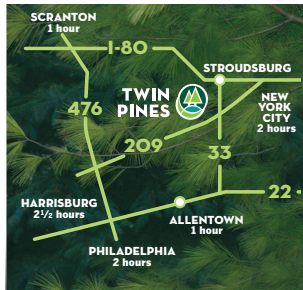 SCRANTON
1 hour
I-80
STROUDSBURG
TWIN
PINES
NEW
YORK
CITY
2 hours
476
209
33
22
HARRISBURG
2½ hours
ALLENTOWN
1 hour
PHILADELPHIA
2 hours